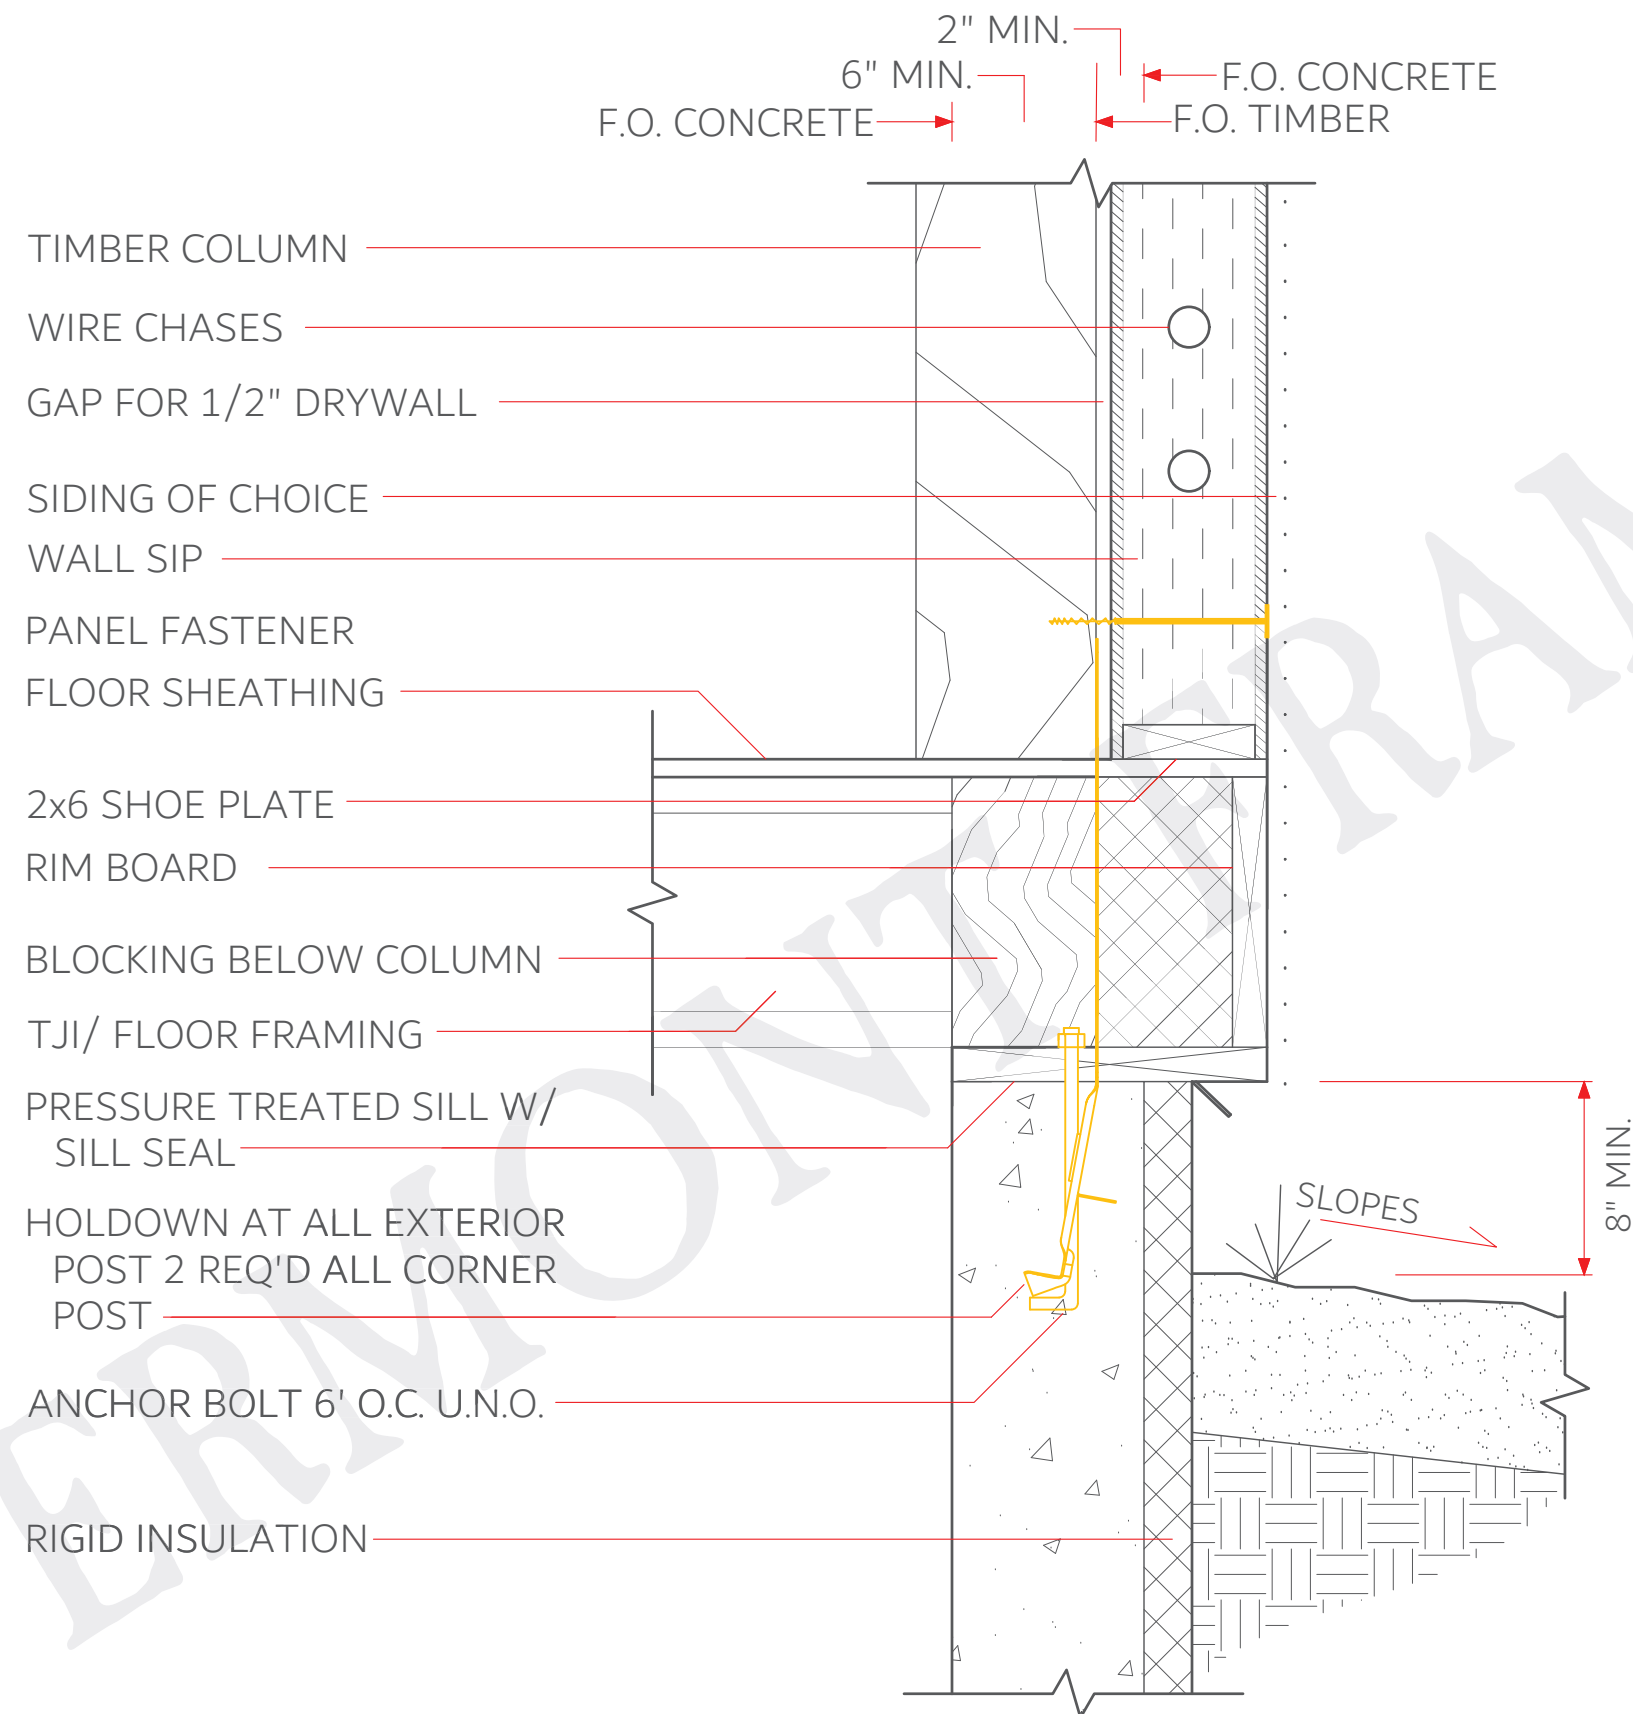 2" MIN.
6" MIN.
F.O. CONCRETE
F.O. CONCRETE
F.O. TIMBER
TIMBER COLUMN
WIRE CHASES
GAP FOR 1/2" DRYWALL
SIDING OF CHOICE
WALL SIP
PANEL FASTENER
FLOOR SHEATHING
2x6 SHOE PLATE
RIM BOARD
BLOCKING BELOW COLUMN
TJI/ FLOOR FRAMING
PRESSURE TREATED SILL W/
SILL SEAL
HOLDOWN AT ALL EXTERIOR
POST 2 REQ'D ALL CORNER
POST
ANCHOR BOLT 6' O.C. U.N.O.
RIGID INSULATION
SLOPES
8" MIN.
ERMONT FRAM